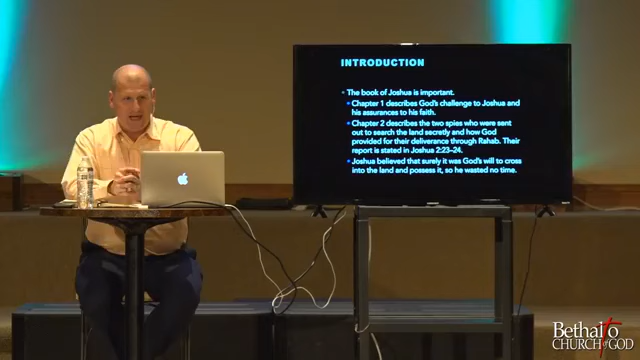 INTRODUCTION
The book of Joshua is important.
Chapter 1 describes God's challenge to Joshua and
his assurances to his faith.
Chapter 2 describes the two spies who were sent
out to search the land secretly and how God
provided for their deliverance through Rahab. Their
report is stated in Joshua 2:23-24.
Joshua believed that surely it was God's will to cross
into the land and possess it, so he wasted no time.
Bethalto
CHURCH of GOD